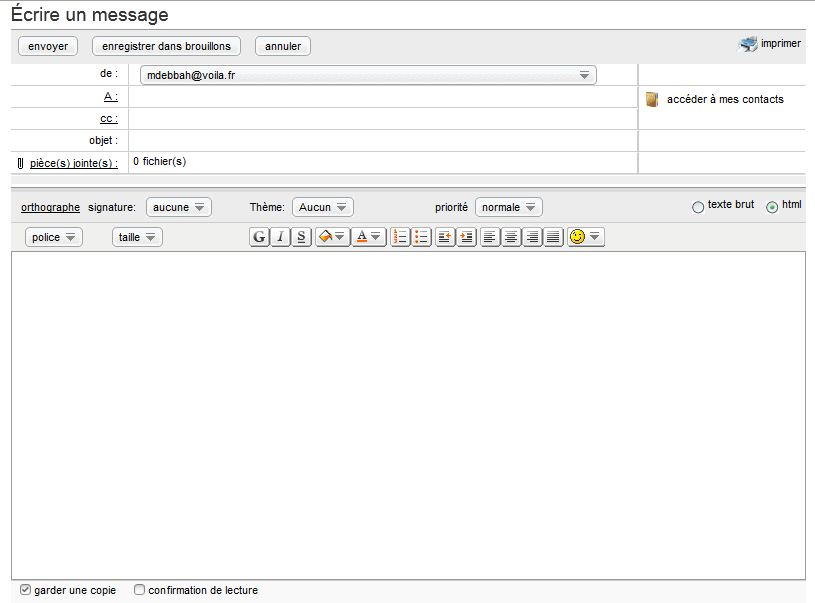 Écrire un message
envoyer enregistrer dans brouillons annuler imprimer
de : mdebbah@voila.fr
A : accéder à mes contacts
cc :
objet :
pièce(s) jointe(s) : 0 fichier(s)
orthographe signature: aucune Thème: Aucun priorité normale texte brut html
police taille G I S A
garder une copie confirmation de lecture